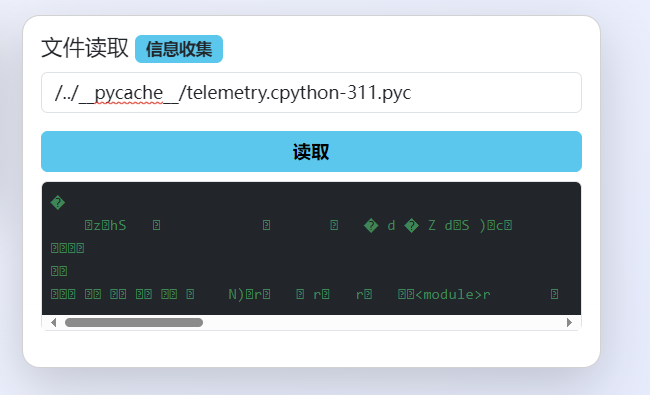 文件读取 信息收集
/../__pycache__/telemetry.cpython-311.pyc
读取
�
zhS � d � Z dS )c
N)r r r <module>r